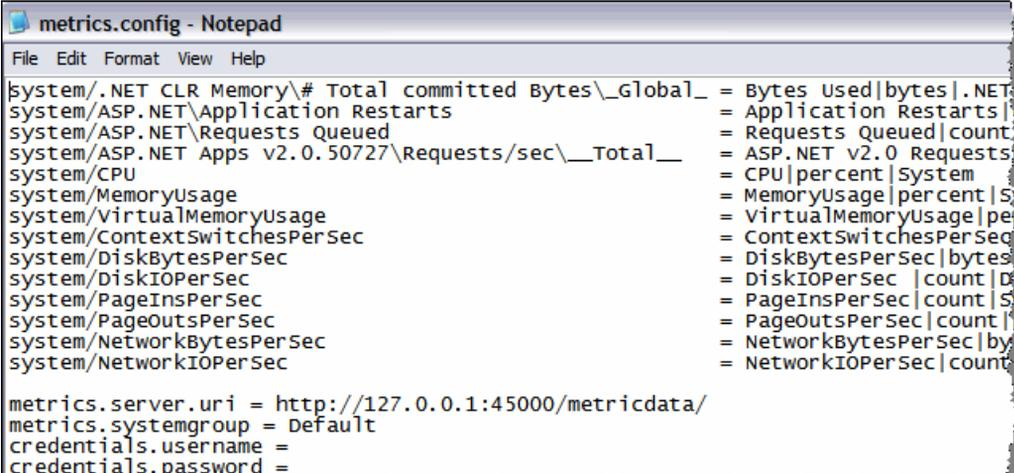 metrics.config - Notepad
File Edit Format View Help
system/.NET CLR Memory\# Total committed Bytes\_Global_ = Bytes Used|bytes|.NET
system/ASP.NET\Application Restarts = Application Restarts|
system/ASP.NET\Requests Queued = Requests Queued|count
system/ASP.NET Apps v2.0.50727\Requests/sec\__Total__ = ASP.NET v2.0 Requests
system/CPU = CPU|percent|System
system/MemoryUsage = MemoryUsage|percent|S
system/VirtualMemoryUsage = VirtualMemoryUsage|pe
system/ContextSwitchesPerSec = ContextSwitchesPerSec
system/DiskBytesPerSec = DiskBytesPerSec|bytes
system/DiskIOPerSec = DiskIOPerSec |count|D
system/PageInsPerSec = PageInsPerSec|count|S
system/PageOutsPerSec = PageOutsPerSec|count|
system/NetworkBytesPerSec = NetworkBytesPerSec|by
system/NetworkIOPerSec = NetworkIOPerSec|count
metrics.server.uri = http://127.0.0.1:45000/metricdata/
metrics.systemgroup = Default
credentials.username =
credentials.password =